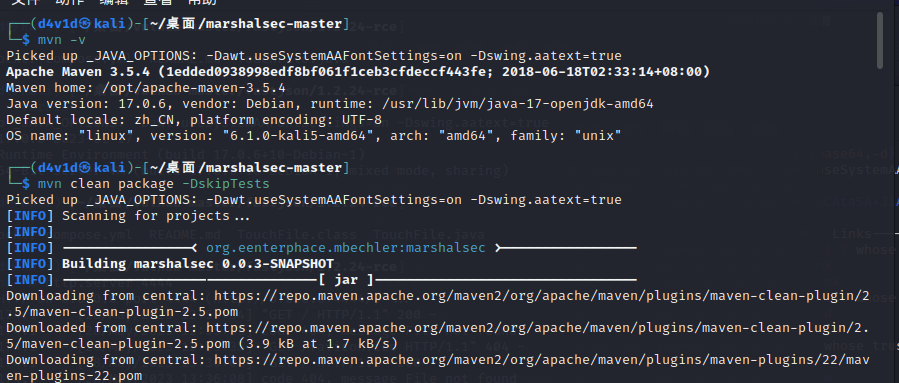 文件 动作 编辑 查看 帮助
┌──(d4v1d㉿kali)-[~/桌面/marshalsec-master]
└─$ mvn -v
Picked up _JAVA_OPTIONS: -Dawt.useSystemAAFontSettings=on -Dswing.aatext=true
Apache Maven 3.5.4 (1edded0938998edf8bf061f1ceb3cfdeccf443fe; 2018-06-18T02:33:14+08:00)
Maven home: /opt/apache-maven-3.5.4
Java version: 17.0.6, vendor: Debian, runtime: /usr/lib/jvm/java-17-openjdk-amd64
Default locale: zh_CN, platform encoding: UTF-8
OS name: "linux", version: "6.1.0-kali5-amd64", arch: "amd64", family: "unix"
┌──(d4v1d㉿kali)-[~/桌面/marshalsec-master]
└─$ mvn clean package -DskipTests
Picked up _JAVA_OPTIONS: -Dawt.useSystemAAFontSettings=on -Dswing.aatext=true
[INFO] Scanning for projects...
[INFO]
[INFO] ------------------< org.eenterphace.mbechler:marshalsec >-------------------
[INFO] Building marshalsec 0.0.3-SNAPSHOT
[INFO] --------------------------------[ jar ]---------------------------------
Downloading from central: https://repo.maven.apache.org/maven2/org/apache/maven/plugins/maven-clean-plugin/2
.5/maven-clean-plugin-2.5.pom
Downloaded from central: https://repo.maven.apache.org/maven2/org/apache/maven/plugins/maven-clean-plugin/2.
5/maven-clean-plugin-2.5.pom (3.9 kB at 1.7 kB/s)
Downloading from central: https://repo.maven.apache.org/maven2/org/apache/maven/plugins/maven-plugins/22/mav
en-plugins-22.pom